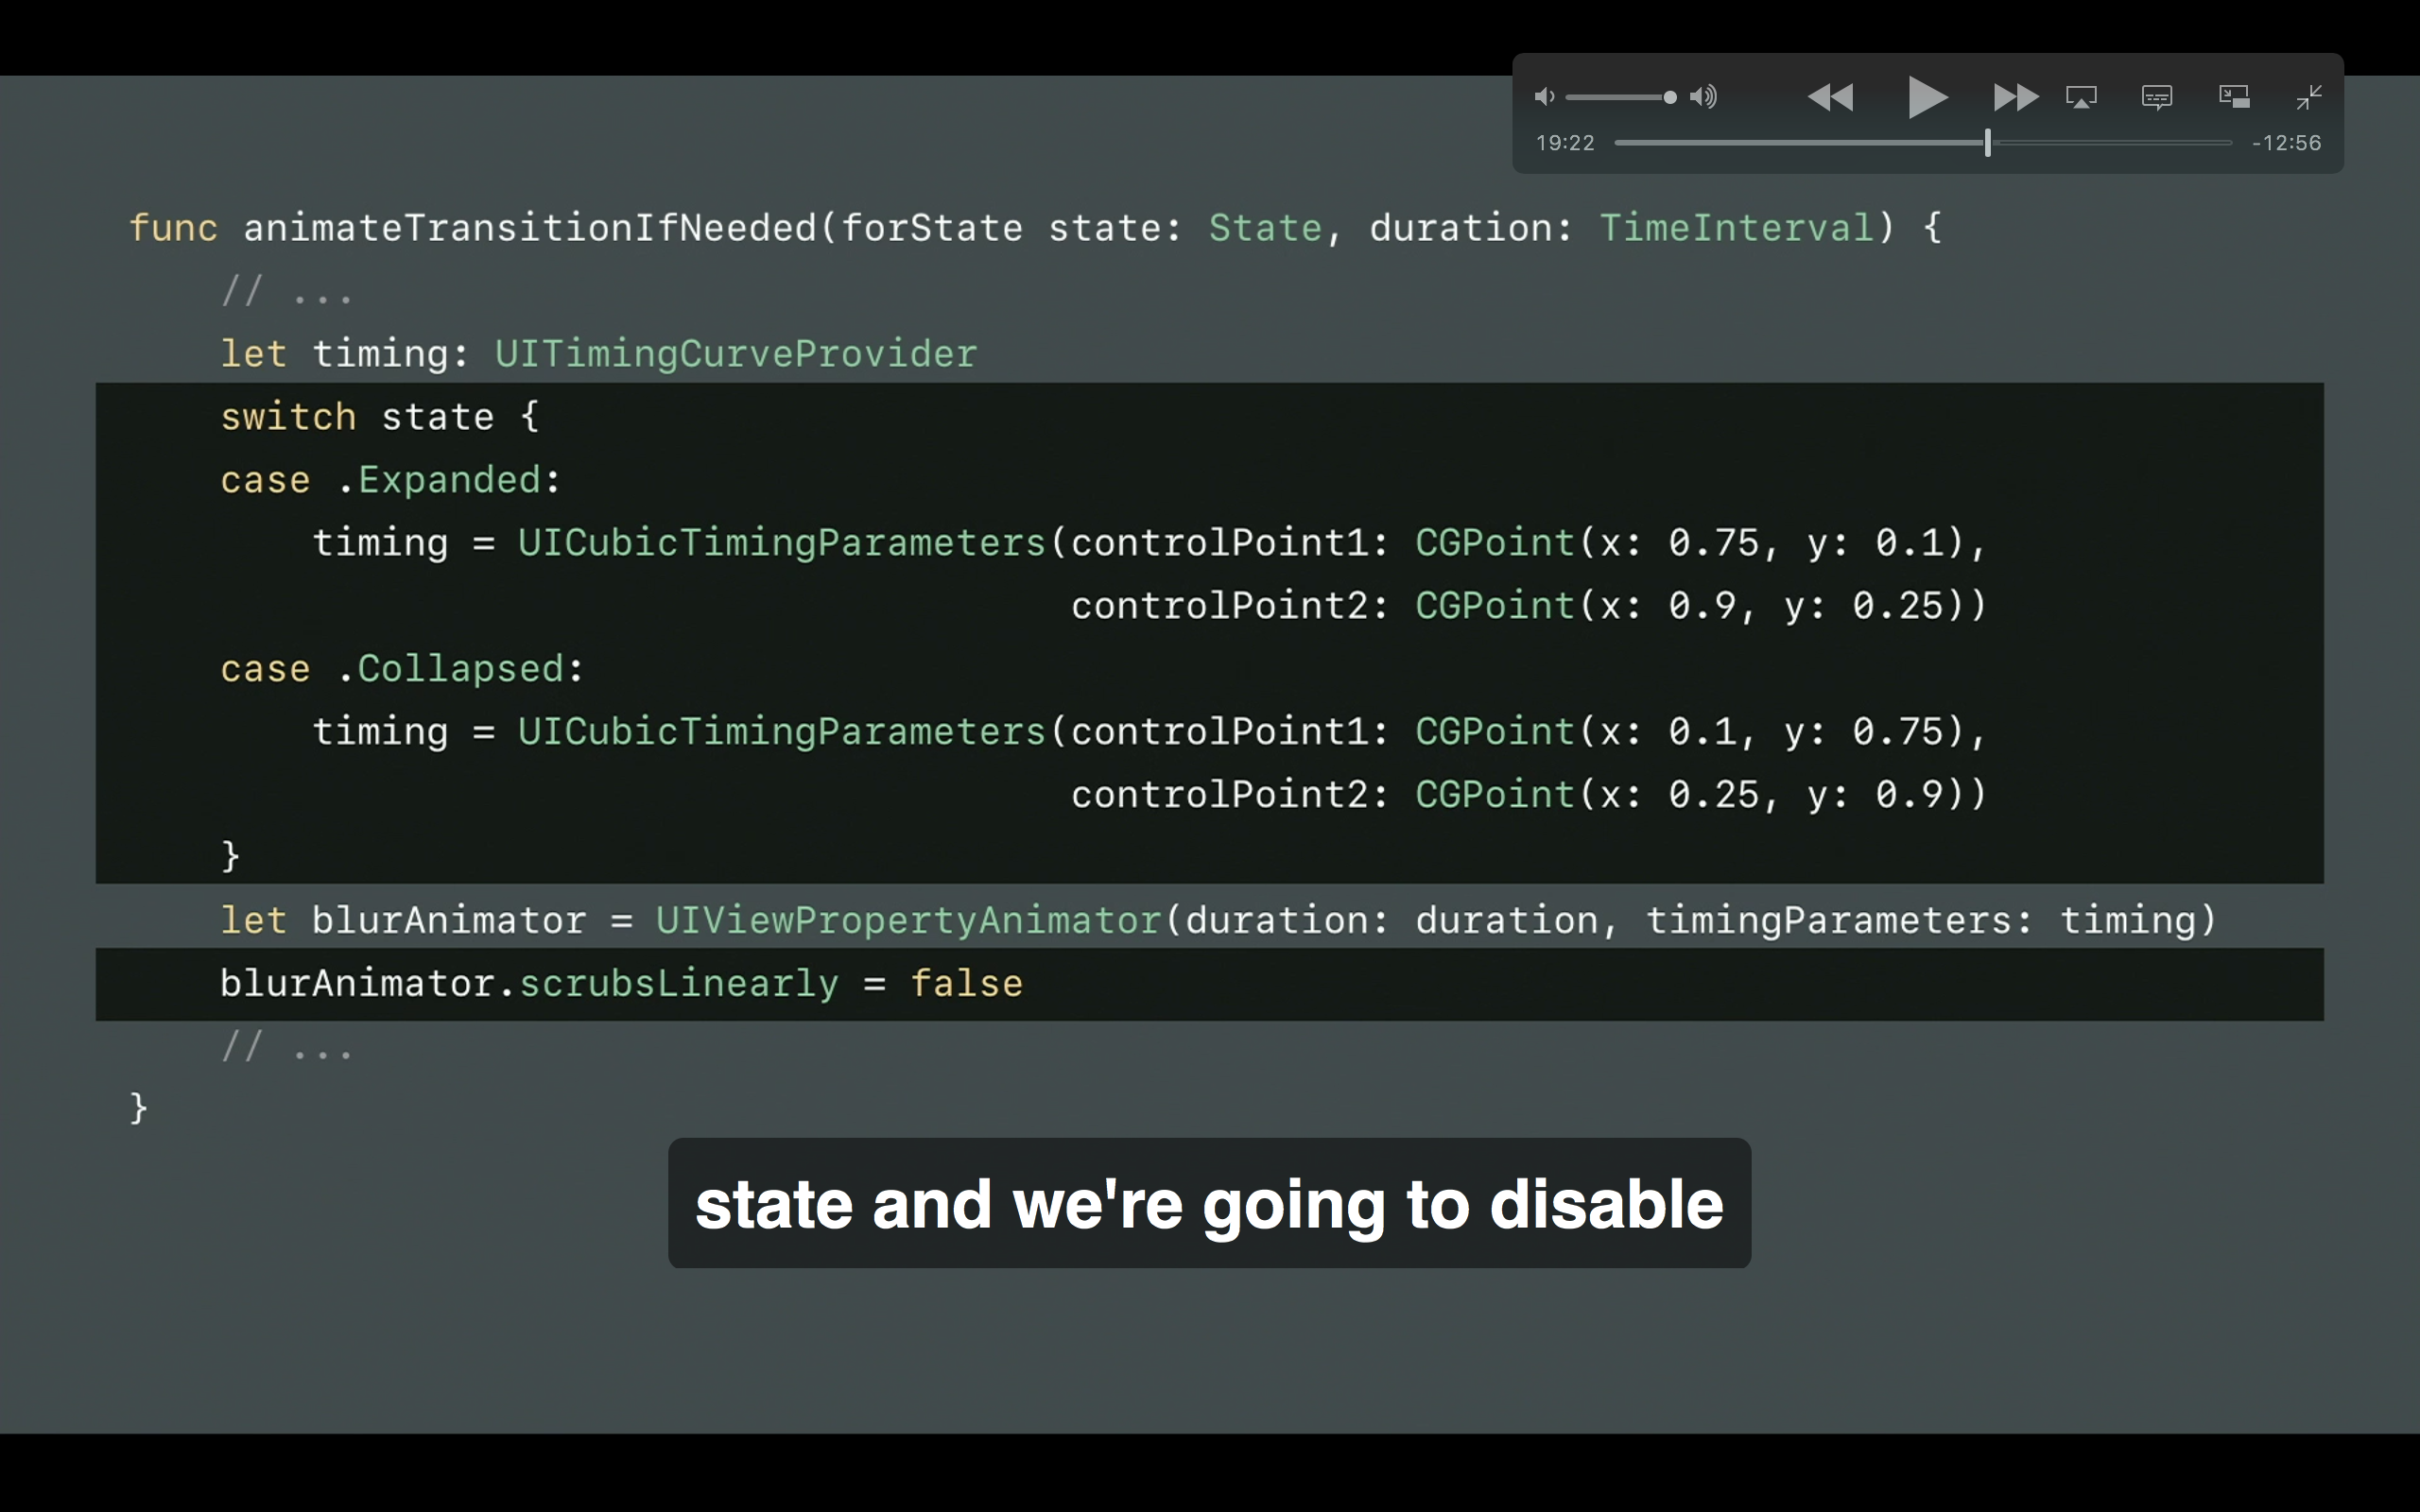 19:22
-12:56
func animateTransitionIfNeeded(forState state: State, duration: TimeInterval) {
// ...
let timing: UITimingCurveProvider
switch state {
case .Expanded:
timing = UICubicTimingParameters(controlPoint1: CGPoint(x: 0.75, y: 0.1),
controlPoint2: CGPoint(x: 0.9, y: 0.25))
case .Collapsed:
timing = UICubicTimingParameters(controlPoint1: CGPoint(x: 0.1, y: 0.75),
controlPoint2: CGPoint(x: 0.25, y: 0.9))
}
let blurAnimator = UIViewPropertyAnimator(duration: duration, timingParameters: timing)
blurAnimator.scrubsLinearly = false
// ...
}
state and we're going to disable